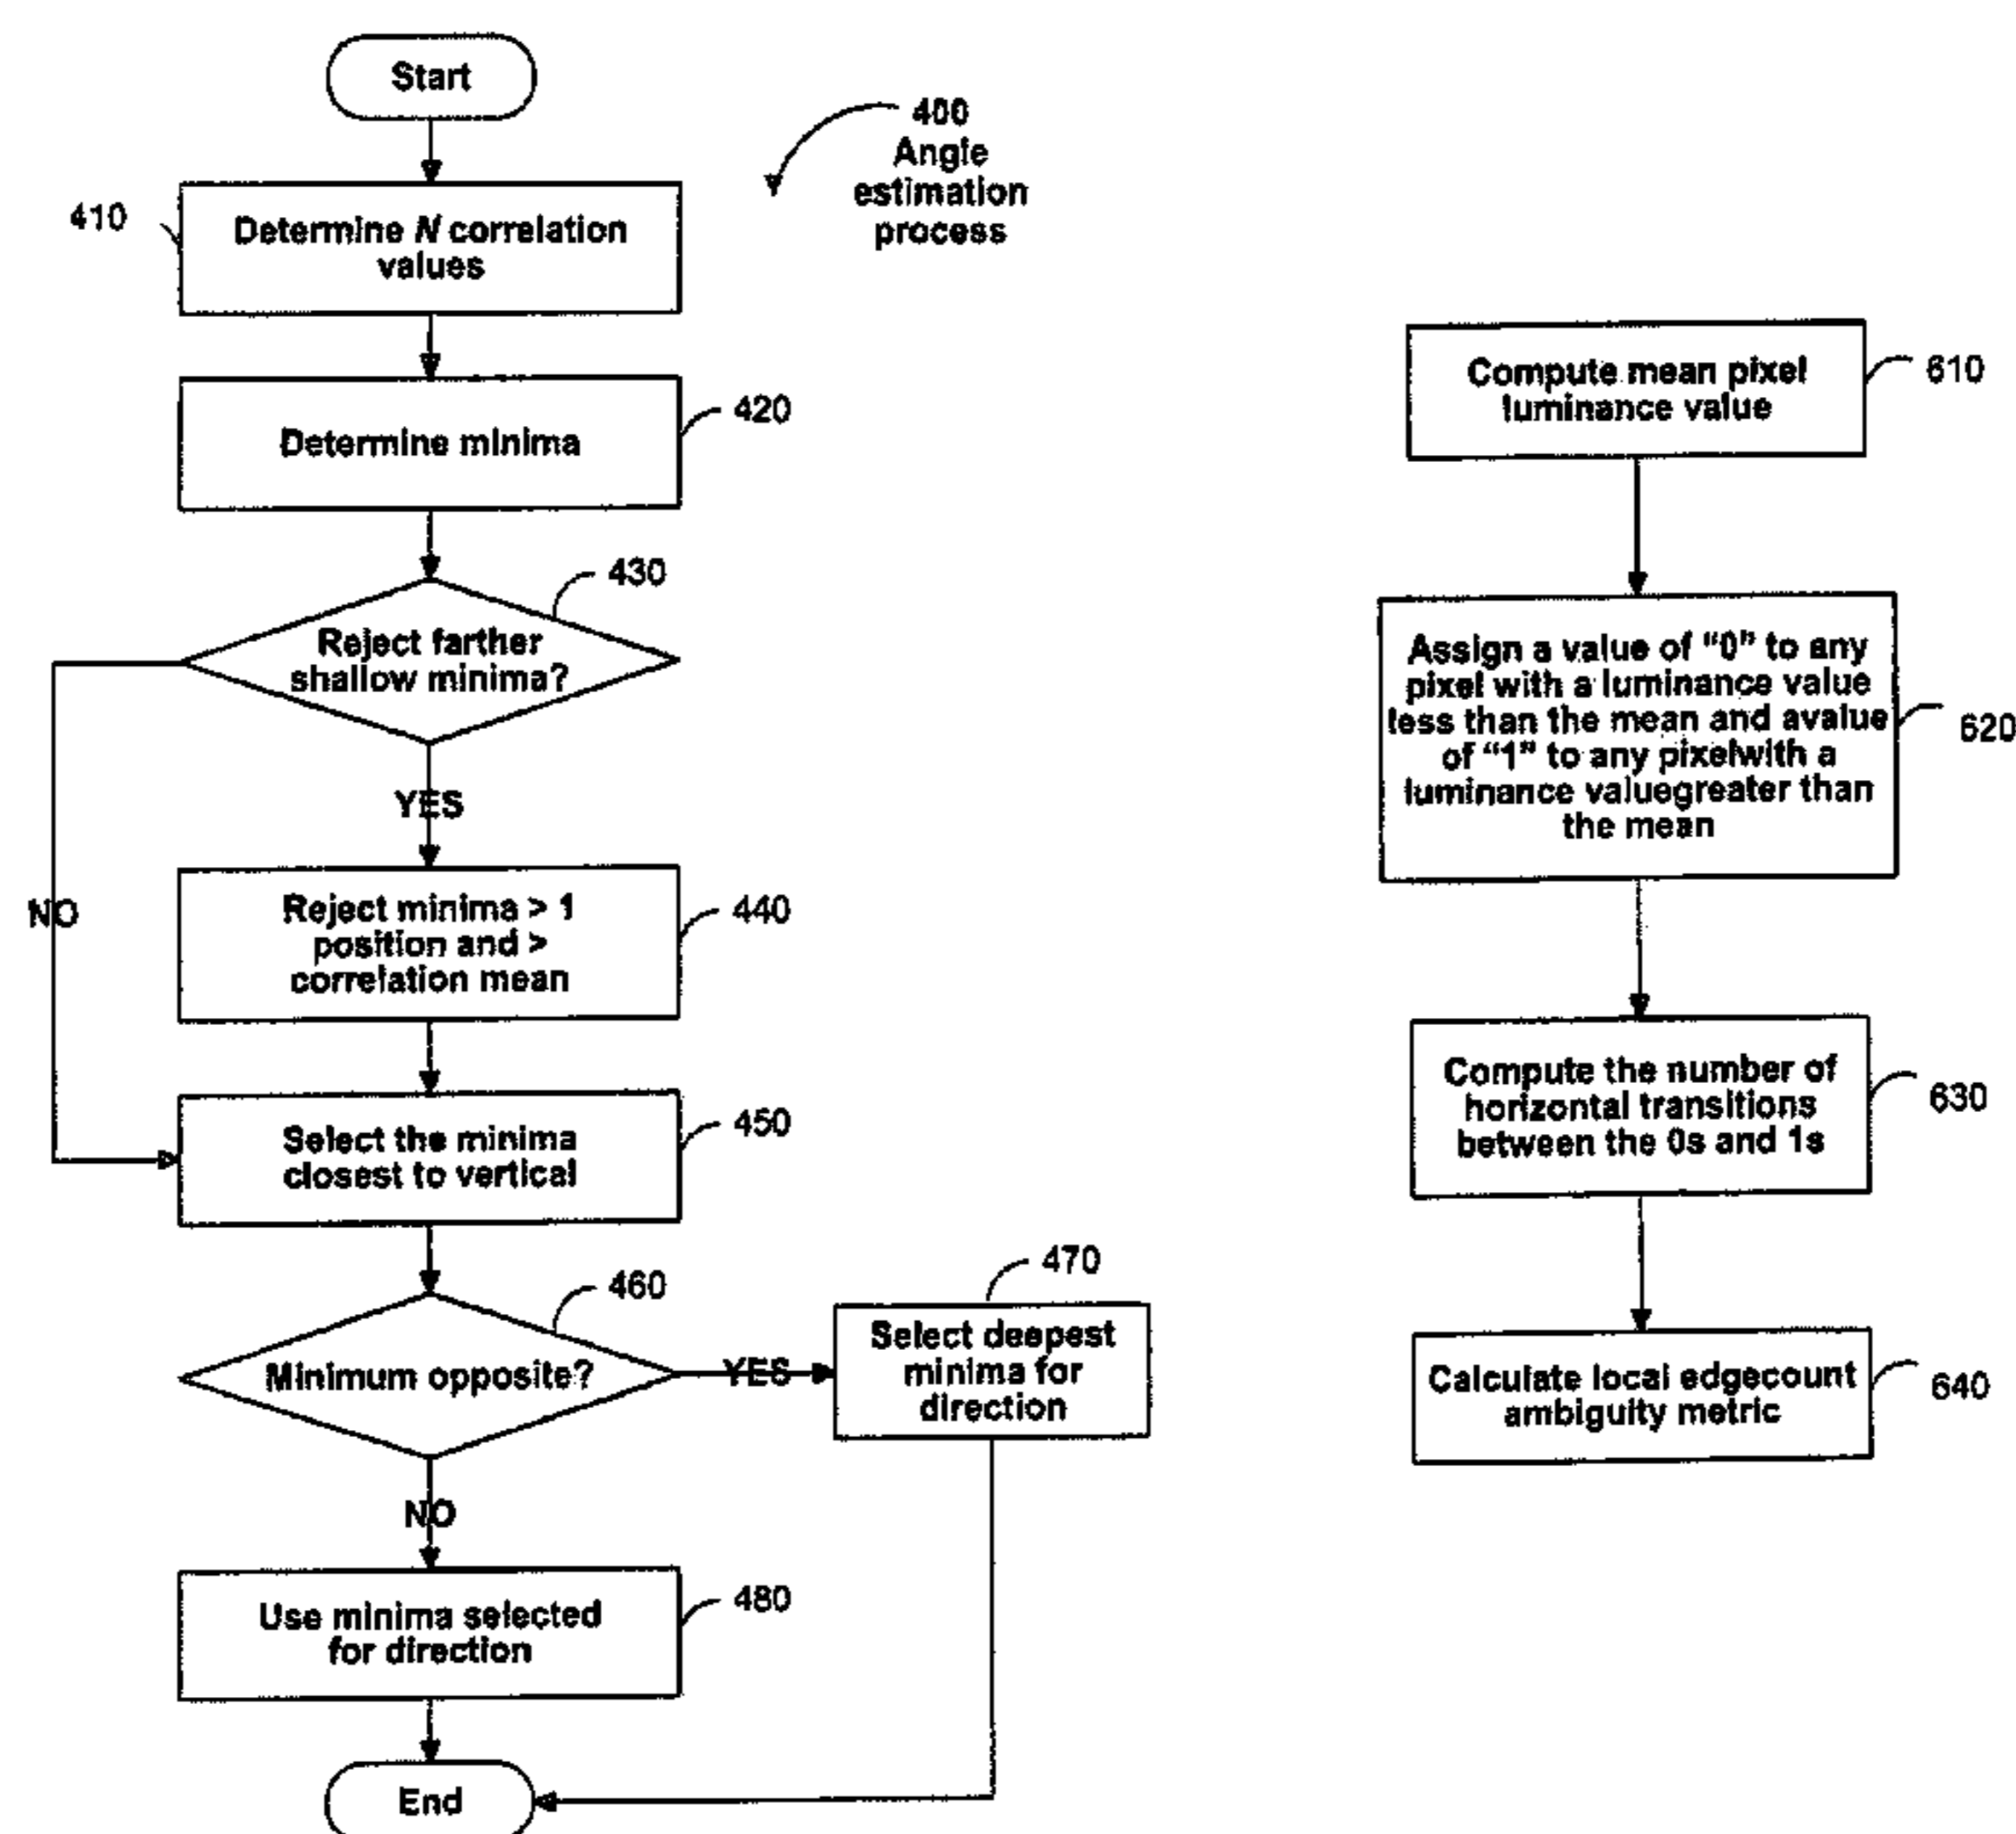 Start
400
Angle
estimation
process
410
Determine N correlation
values
420
Determine minima
430
Reject farther
shallow minima?
YES
NO
440
Reject minima > 1
position and >
correlation mean
450
Select the minima
closest to vertical
460
Minimum opposite?
YES
470
Select deepest
minima for
direction
NO
480
Use minima selected
for direction
End
Compute mean pixel
luminance value
610
Assign a value of “0” to any
pixel with a luminance value
less than the mean and avalue
of “1” to any pixelwith a
luminance valuegreater than
the mean
620
Compute the number of
horizontal transitions
between the 0s and 1s
630
Calculate local edgecount
ambiguity metric
640